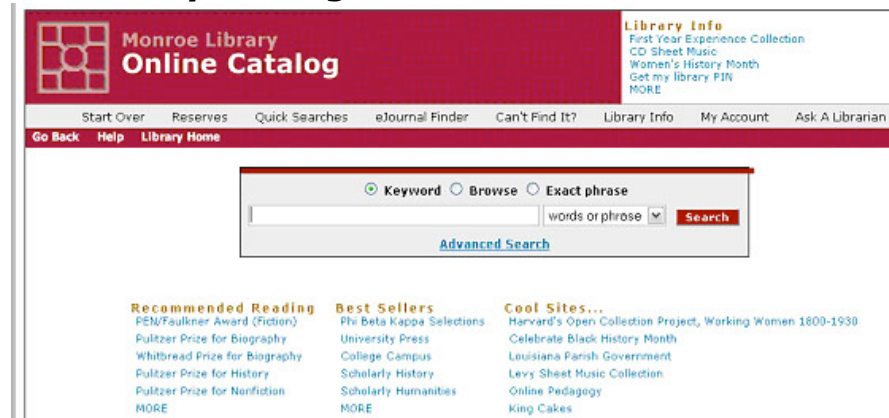 Monroe Library
Online Catalog
Library Info
First Year Experience Collection
CD Sheet Music
Women's History Month
Get my library PIN
MORE
Start Over Reserves Quick Searches eJournal Finder Can't Find It? Library Info My Account Ask A Librarian
Go Back Help Library Home
Keyword Browse Exact phrase
words or phrase Search
Advanced Search
Recommended Reading
PEN/Faulkner Award (Fiction)
Pulitzer Prize for Biography
Whitbread Prize for Biography
Pulitzer Prize for History
Pulitzer Prize for Nonfiction
MORE
Best Sellers
Phi Beta Kappa Selections
University Press
College Campus
Scholarly History
Scholarly Humanities
MORE
Cool Sites...
Harvard's Open Collection Project, Working Women 1800-1930
Celebrate Black History Month
Louisiana Parish Government
Levy Sheet Music Collection
Online Pedagogy
King Cakes